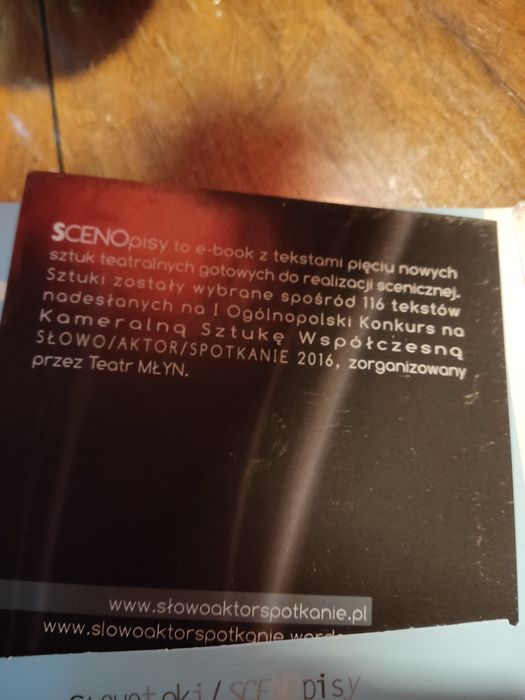 SCENOpisy to e-book z tekstami pięciu nowych
sztuk teatralnych gotowych do realizacji scenicznej.
Sztuki zostały wybrane spośród 116 tekstów
nadesłanych na I Ogólnopolski Konkurs na
Kameralną Sztukę Współczesną
SŁOWO/AKTOR/SPOTKANIE 2016, zorganizowany
przez Teatr MŁYN.
www.słowoaktorspotkanie.pl
www.slowoaktorspotkanie.word
/SCENOpisy